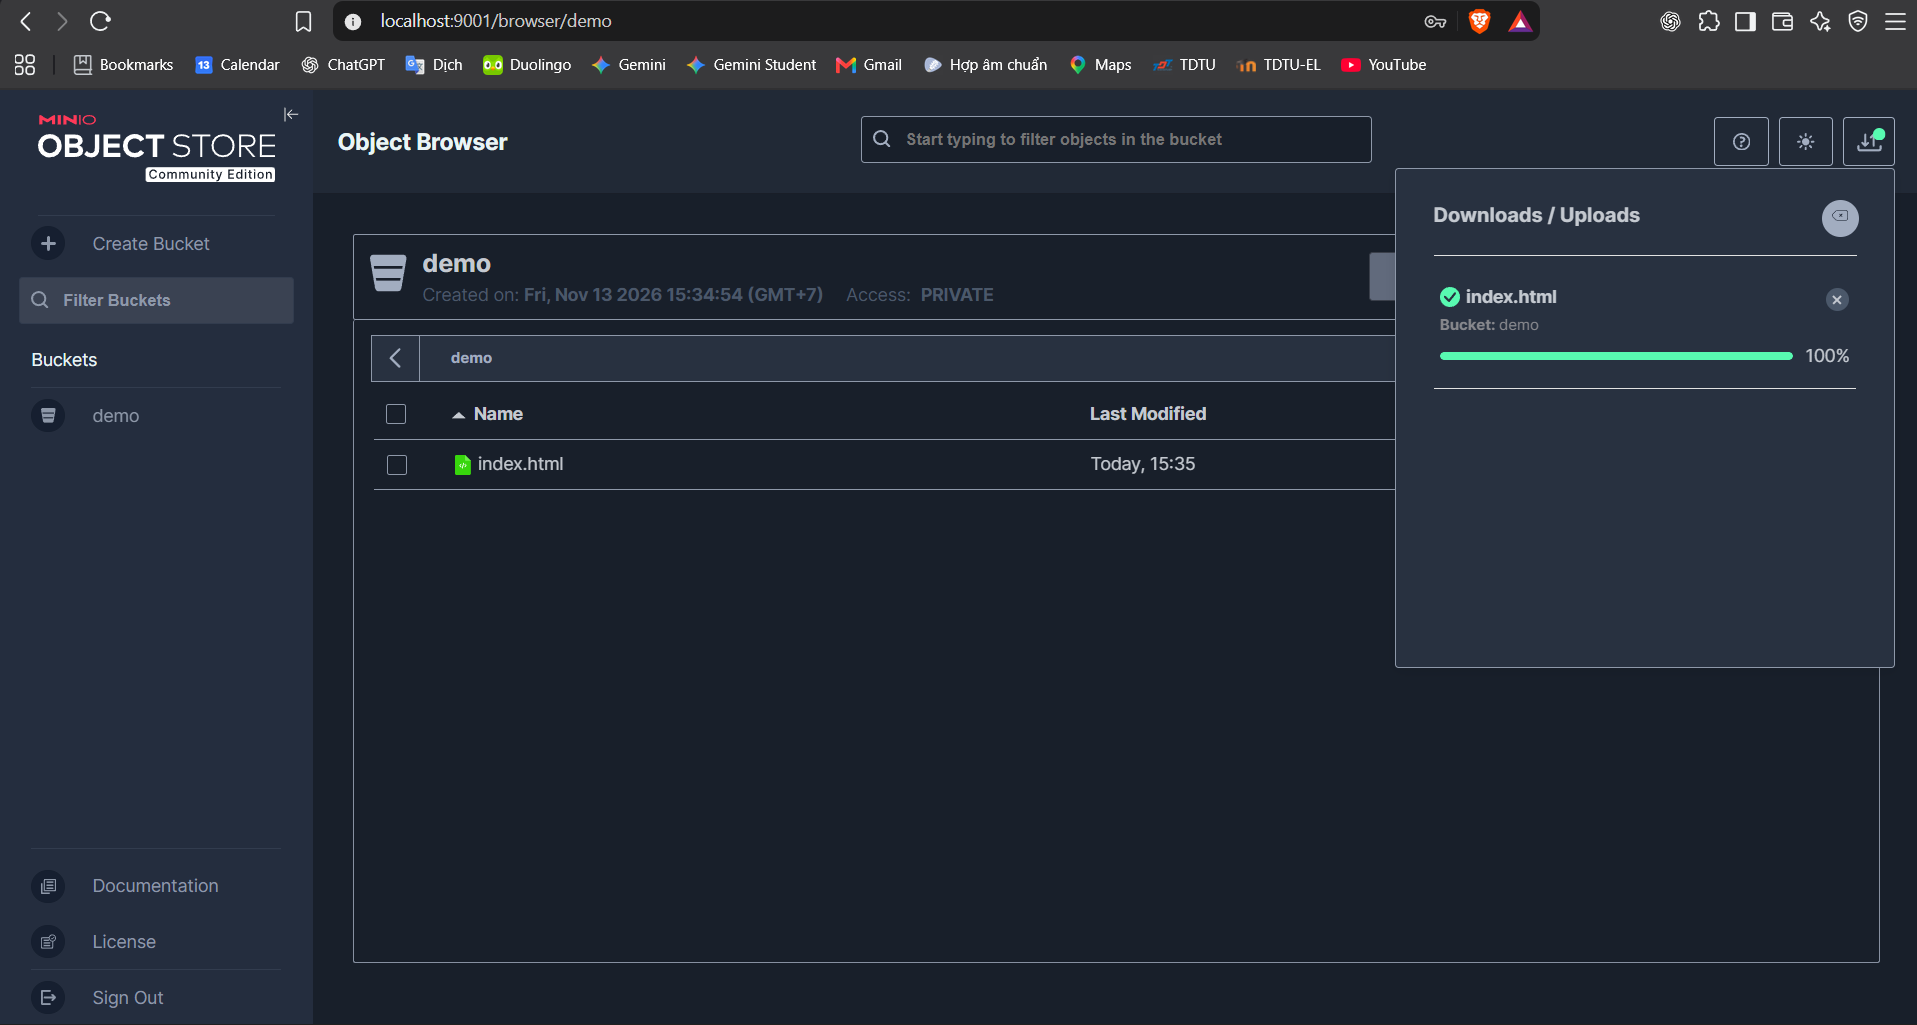 localhost:9001/browser/demo
Bookmarks
13 Calendar
ChatGPT
Dịch
Duolingo
Gemini
Gemini Student
Gmail
Hợp âm chuẩn
Maps
TDTU
TDTU-EL
YouTube
MINIO
OBJECT STORE
Community Edition
Create Bucket
Filter Buckets
Buckets
demo
Documentation
License
Sign Out
Object Browser
Start typing to filter objects in the bucket
demo
Created on: Fri, Nov 13 2026 15:34:54 (GMT+7) Access: PRIVATE
demo
Name Last Modified
index.html Today, 15:35
Downloads / Uploads
index.html
Bucket: demo
100%